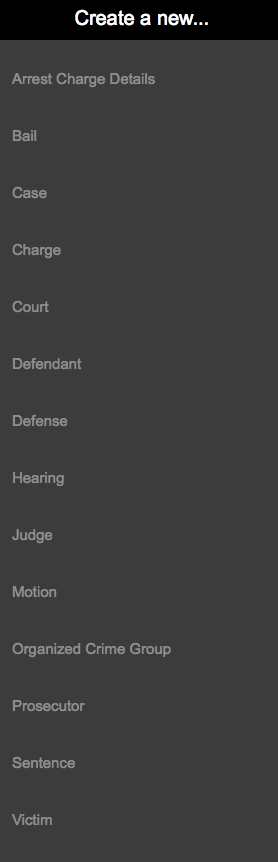 Create a new...
Arrest Charge Details
Bail
Case
Charge
Court
Defendant
Defense
Hearing
Judge
Motion
Organized Crime Group
Prosecutor
Sentence
Victim